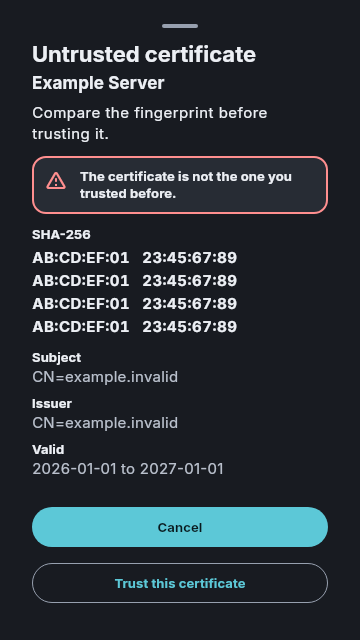 Untrusted certificate
Example Server
Compare the fingerprint before
trusting it.
The certificate is not the one you
trusted before.
SHA-256
AB:CD:EF:01 23:45:67:89
AB:CD:EF:01 23:45:67:89
AB:CD:EF:01 23:45:67:89
AB:CD:EF:01 23:45:67:89
Subject
CN=example.invalid
Issuer
CN=example.invalid
Valid
2026-01-01 to 2027-01-01
Cancel
Trust this certificate